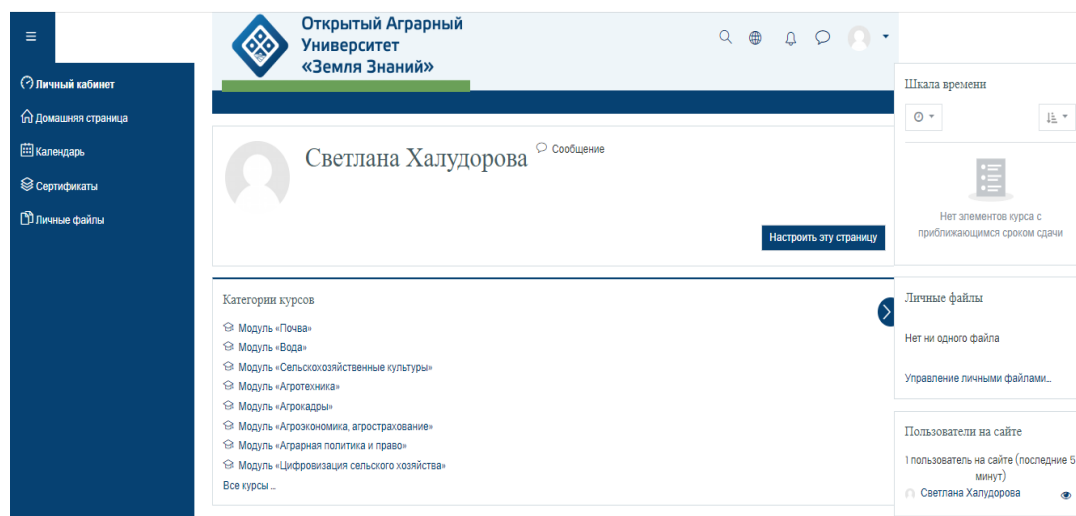 Открытый Аграрный
Университет
«Земля Знаний»
Личный кабинет
Домашняя страница
Календарь
Сертификаты
Личные файлы
Светлана Халудорова
Сообщение
Настроить эту страницу
Категории курсов
Модуль «Почва»
Модуль «Вода»
Модуль «Сельскохозяйственные культуры»
Модуль «Агротехника»
Модуль «Агрокадры»
Модуль «Агроэкономика, агрострахование»
Модуль «Аграрная политика и право»
Модуль «Цифровизация сельского хозяйства»
Все курсы ...
Шкала времени
Нет элементов курса с
приближающимся сроком сдачи
Личные файлы
Нет ни одного файла
Управление личными файлами...
Пользователи на сайте
1 пользователь на сайте (последние 5
минут)
Светлана Халудорова